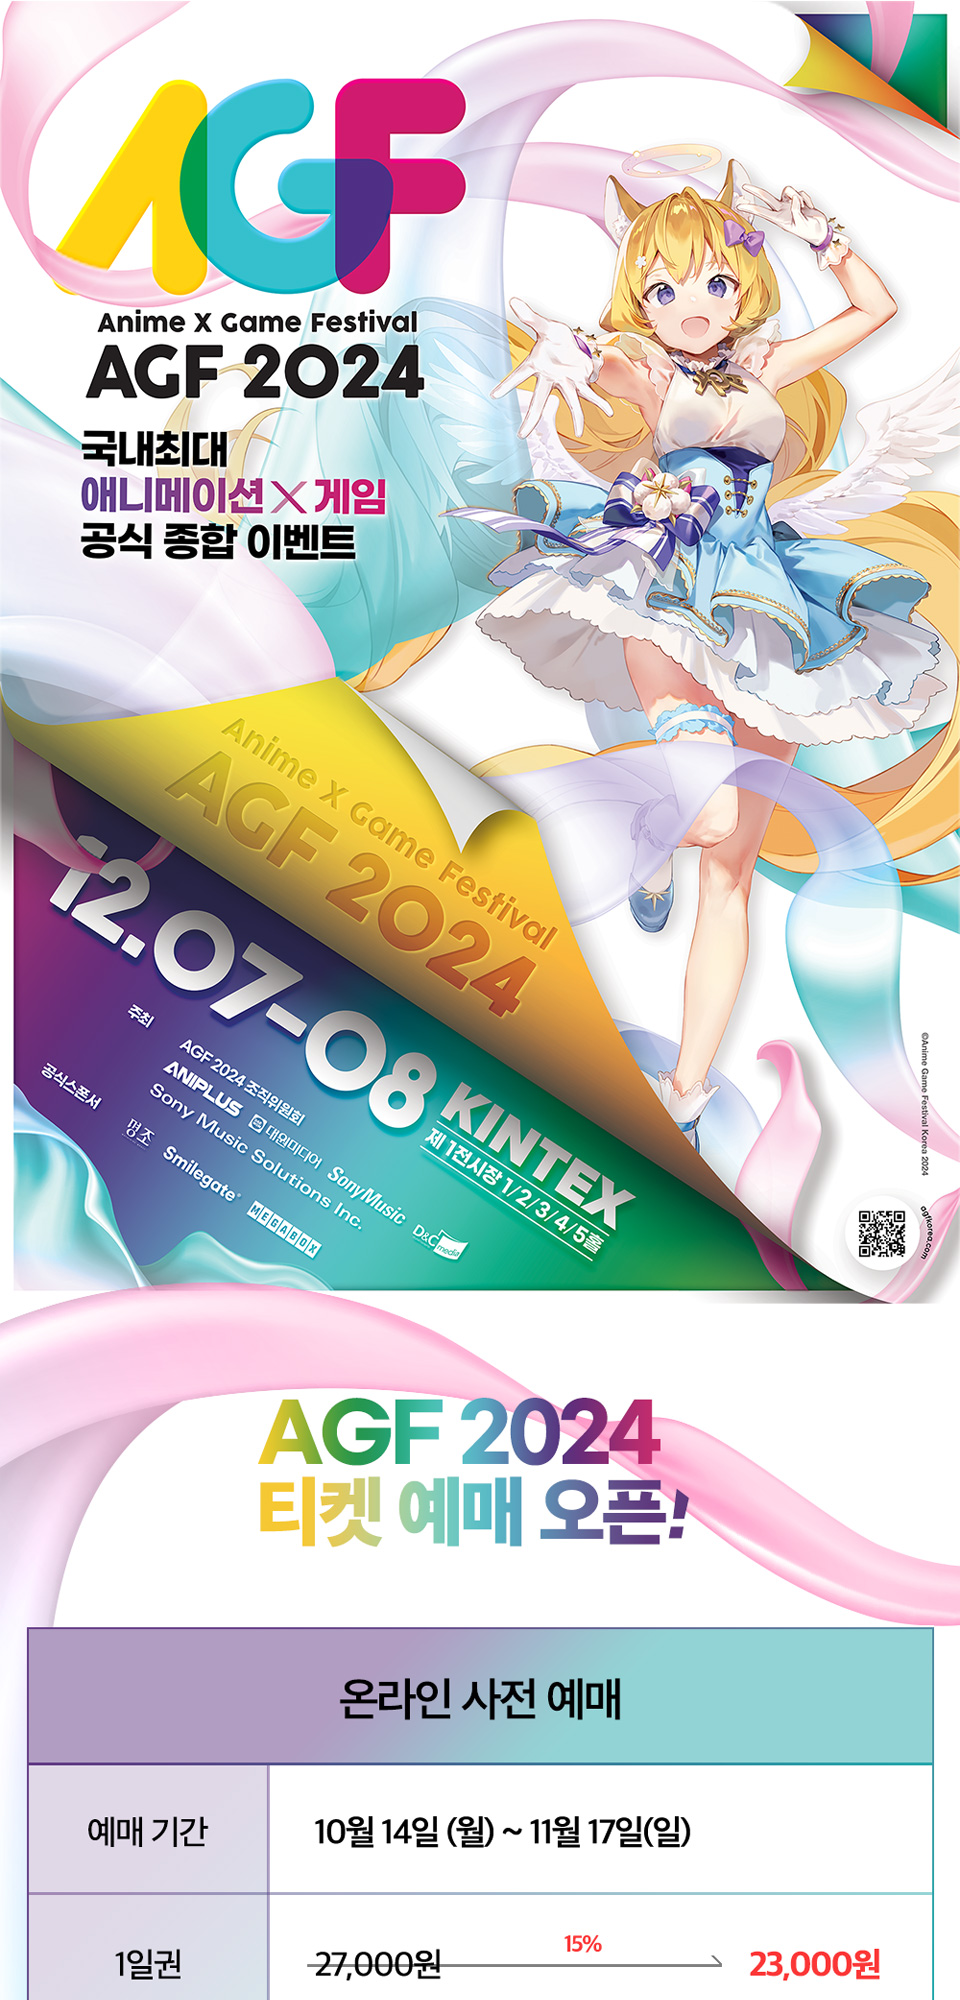 AGF
Anime X Game Festival
AGF 2024
국내최대
애니메이션 X 게임
공식 종합 이벤트
Anime X Game Festival
AGF 2024
12.07-08
KINTEX
제 1전시장 1/2/3/4/5홀
주최
AGF 2024 조직위원회
ANIPLUS 대원미디어 Sony Music
Sony Music Solutions Inc. D&C media
공식스폰서
명조 Smilegate MEGABOX
©Anime Game Festival Korea 2024
agfkorea.com
AGF 2024
티켓 예매 오픈!
온라인 사전 예매
예매 기간
10월 14일 (월) ~ 11월 17일(일)
1일권
27,000원
15%
23,000원